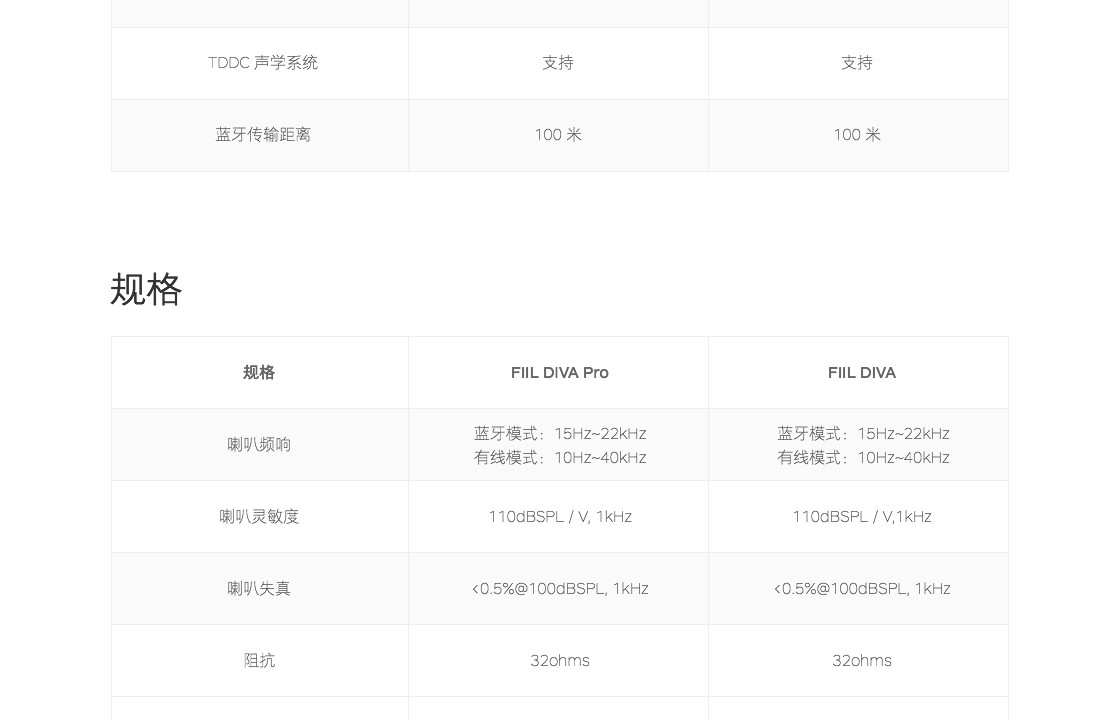 TDDC 声学系统 支持 支持
蓝牙传输距离 100 米 100 米
规格
规格 FIIL DIVA Pro FIIL DIVA
喇叭频响 蓝牙模式：15Hz~22kHz 蓝牙模式：15Hz~22kHz
有线模式：10Hz~40kHz 有线模式：10Hz~40kHz
喇叭灵敏度 110dBSPL / V, 1kHz 110dBSPL / V,1kHz
喇叭失真 <0.5%@100dBSPL, 1kHz <0.5%@100dBSPL, 1kHz
阻抗 32ohms 32ohms